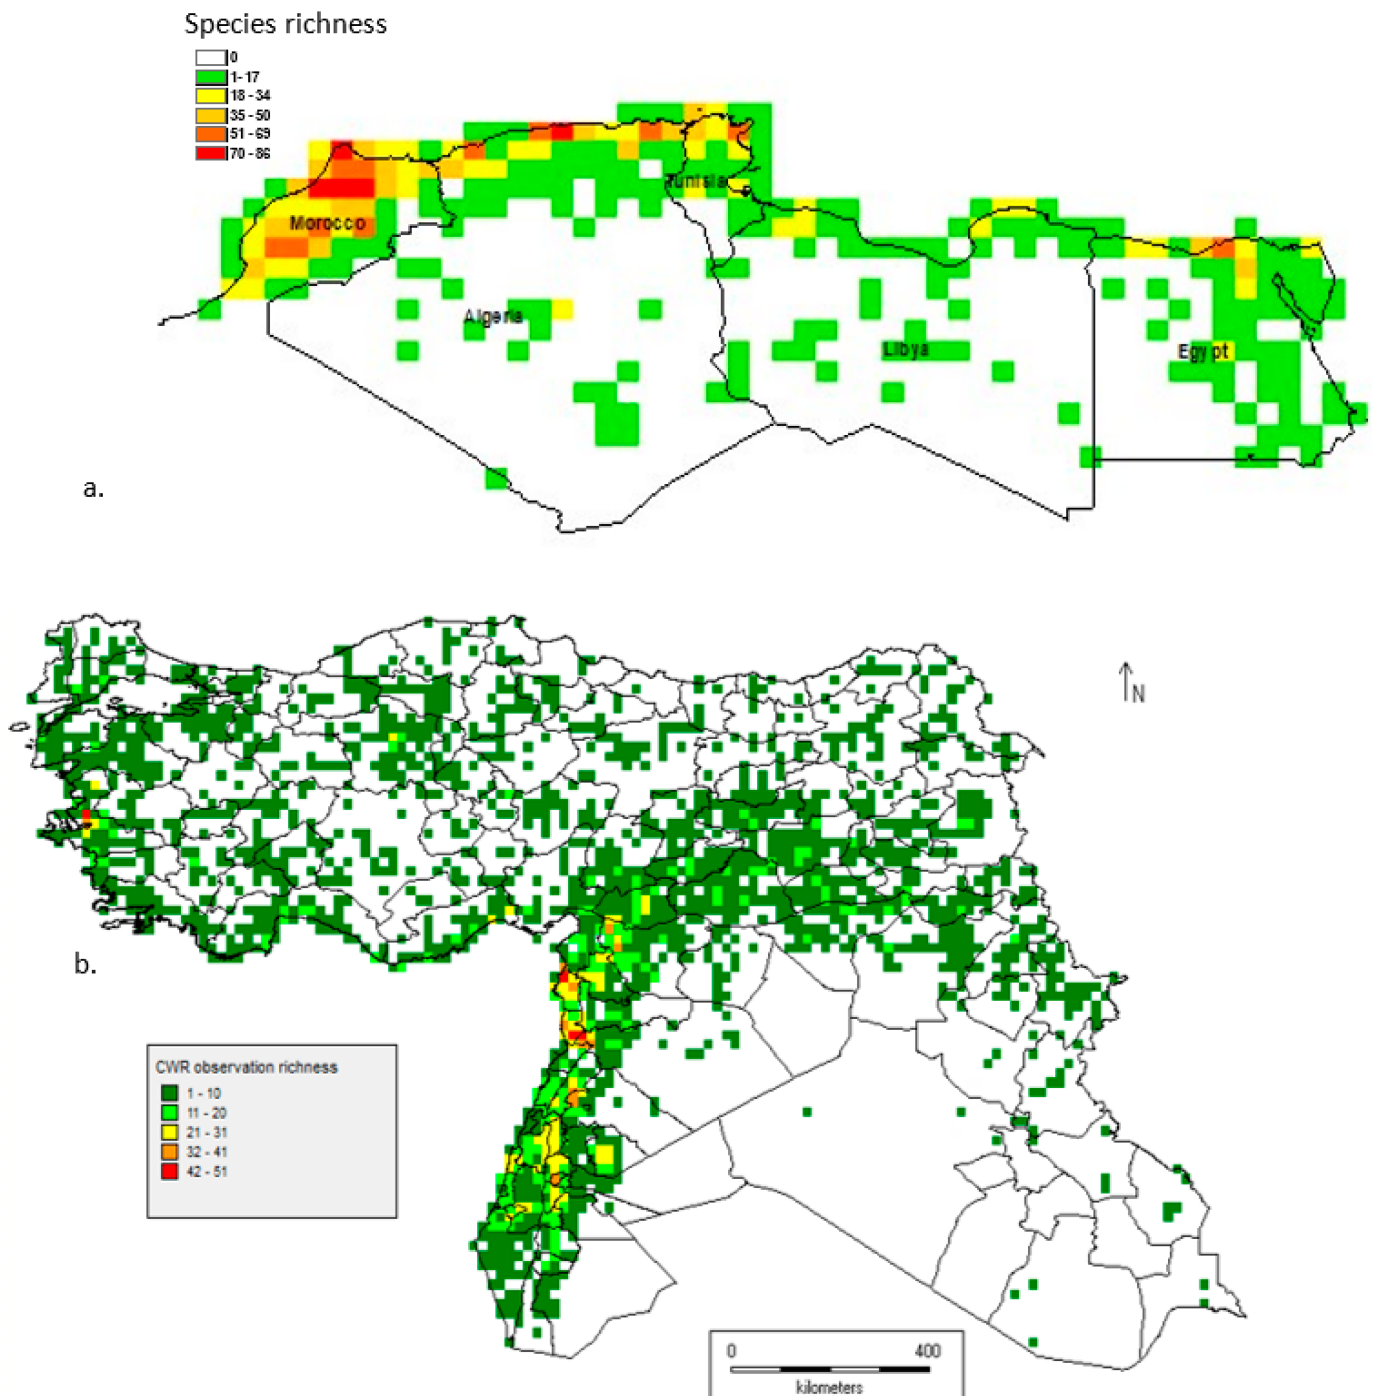 Species richness
0
1 - 17
18 - 34
35 - 50
51 - 69
70 - 86
Tunisia
Morocco
Algeria
Libya
Egypt
a.
N
b.
CWR observation richness
1 - 10
11 - 20
21 - 31
32 - 41
42 - 51
0 400
kilometers